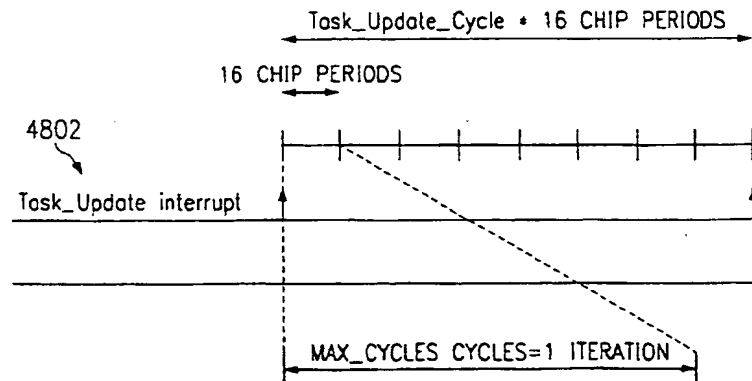 Task_Update_Cycle * 16 CHIP PERIODS
16 CHIP PERIODS
4802
Task_Update interrupt
MAX_CYCLES CYCLES=1 ITERATION